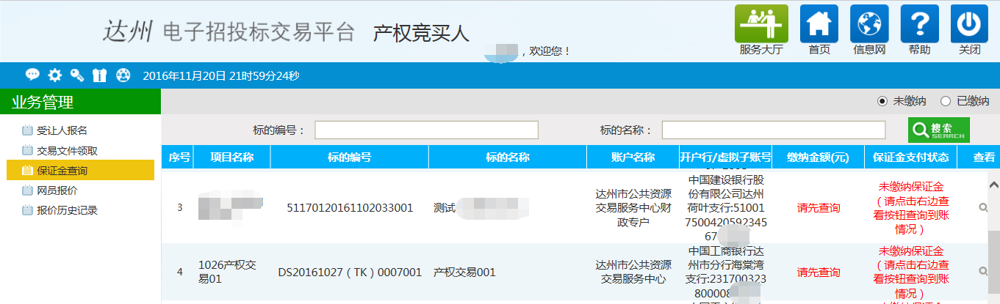 达州 电子招投标交易平台 产权竞买人
，欢迎您！
服务大厅 首页 信息网 帮助 关闭
2016年11月20日 21时59分24秒
业务管理
未缴纳 已缴纳
受让人报名
交易文件领取
保证金查询
网员报价
报价历史记录
标的编号： 标的名称： 搜索
SEARCH
序号 项目名称 标的编号 标的名称 账户名称 开户行/虚拟子账号 缴纳金额(元) 保证金支付状态 查看
3
51170120161102033001
测试
达州市公共资源
交易服务中心财
政专户
中国建设银行股
份有限公司达州
荷叶支行:51001
7500420592345
67
请先查询
未缴纳保证金
（请点击右边查
看按钮查询到账
情况）
4
1026产权交
易01
DS20161027（TK）0007001
产权交易001
达州市公共资源
交易服务中心
中国工商银行达
州市分行海棠湾
支行:231700323
800008
请先查询
未缴纳保证金
（请点击右边查
看按钮查询到账
情况）